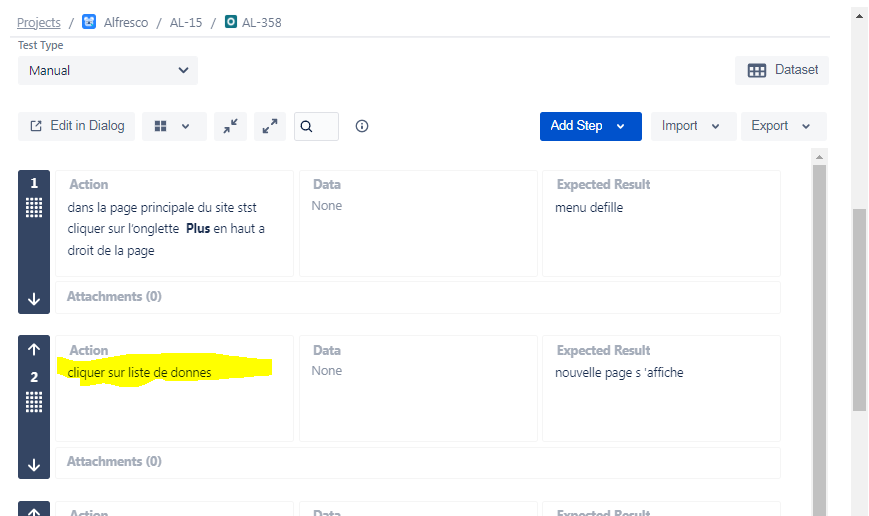 Projects / Alfresco / AL-15 / AL-358
Test Type
Manual
Dataset
Edit in Dialog
Add Step
Import
Export
1
Action
dans la page principale du site stst
cliquer sur l'onglette Plus en haut a
droit de la page
Data
None
Expected Result
menu defille
Attachments (0)
2
Action
cliquer sur liste de donnes
Data
None
Expected Result
nouvelle page s 'affiche
Attachments (0)
Action
Data
Expected Result